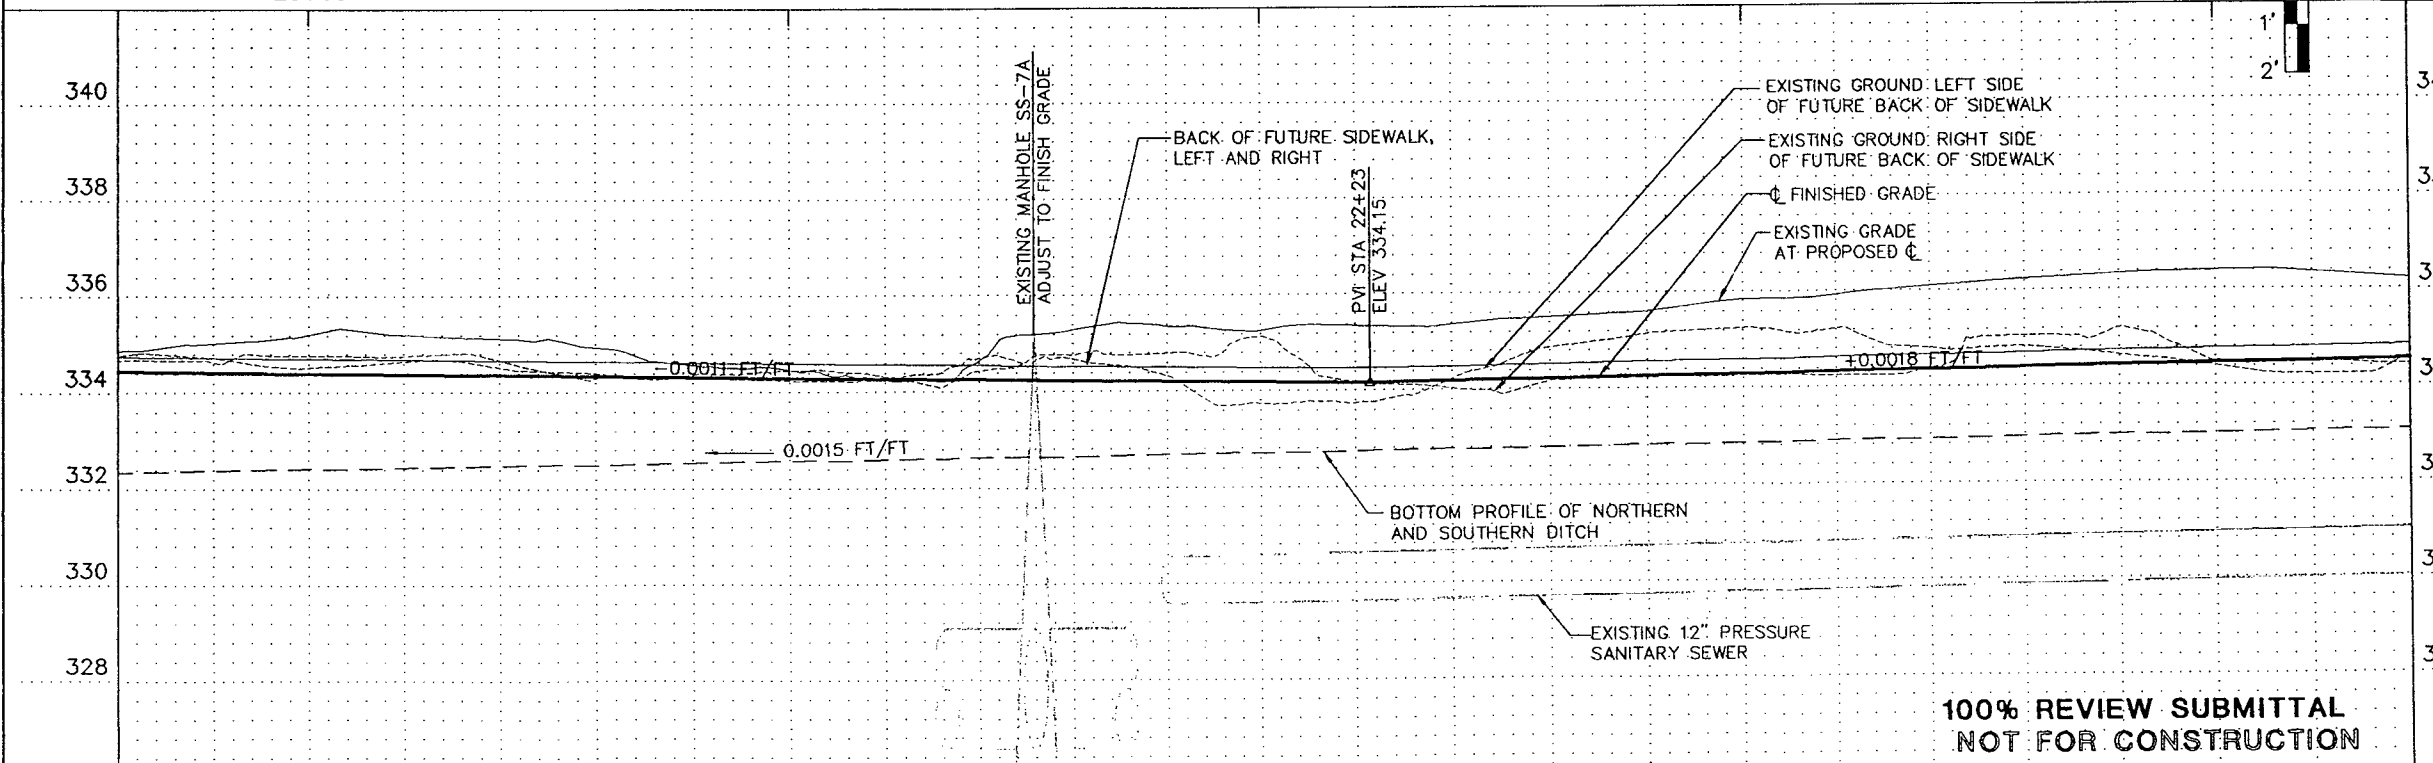 1'
2'
340
338
336
334
332
330
328
EXISTING MANHOLE SS-7A
ADJUST TO FINISH GRADE
BACK OF FUTURE SIDEWALK,
LEFT AND RIGHT
PVI STA 22+23
ELEV 334.15
EXISTING GROUND LEFT SIDE
OF FUTURE BACK OF SIDEWALK
EXISTING GROUND RIGHT SIDE
OF FUTURE BACK OF SIDEWALK
℄ FINISHED GRADE
EXISTING GRADE
AT PROPOSED ℄
-0.0011 FT/FT
+0.0018 FT/FT
0.0015 FT/FT
BOTTOM PROFILE OF NORTHERN
AND SOUTHERN DITCH
EXISTING 12" PRESSURE
SANITARY SEWER
100% REVIEW SUBMITTAL
NOT FOR CONSTRUCTION